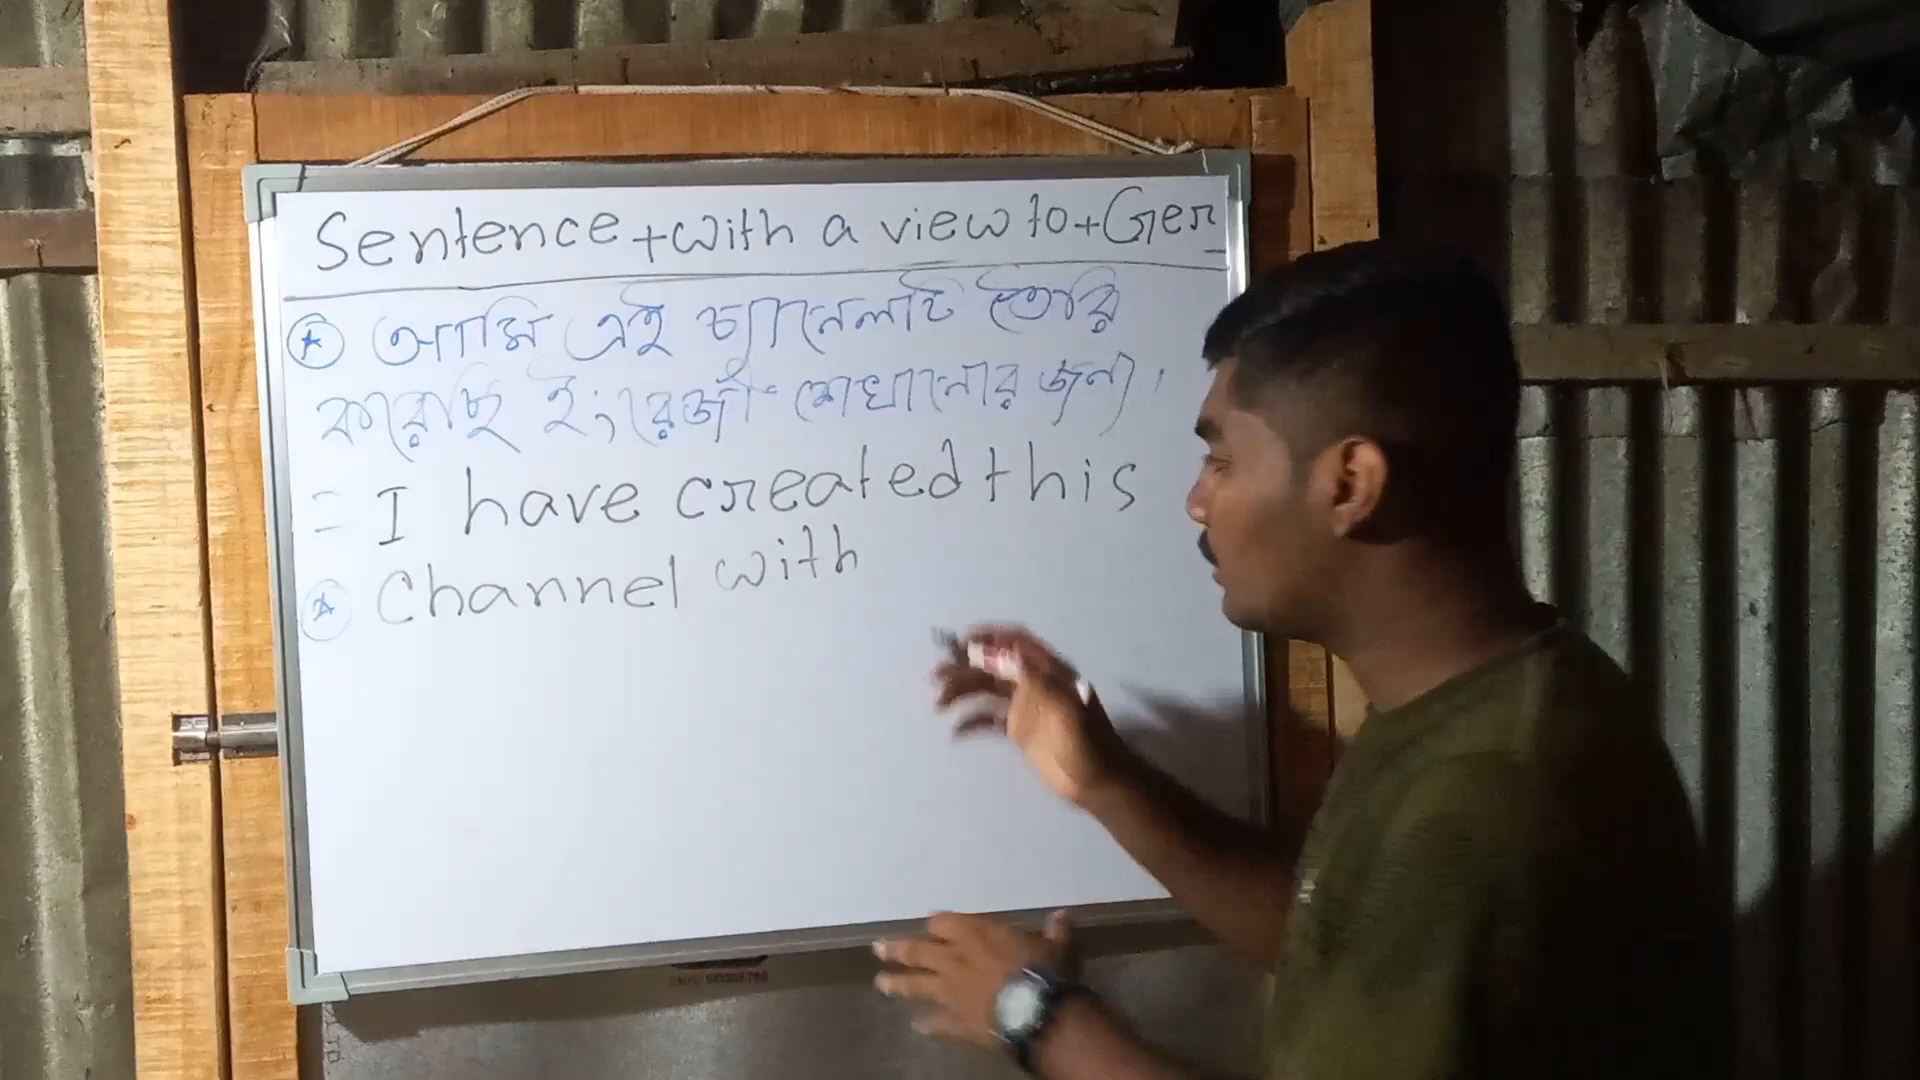 Sentence+with a view to+Ger
আমি এই চ্যানেলটি তৈরি
করেছি ইংরেজী শেখানোর জন্য।
= I have created this
Channel with